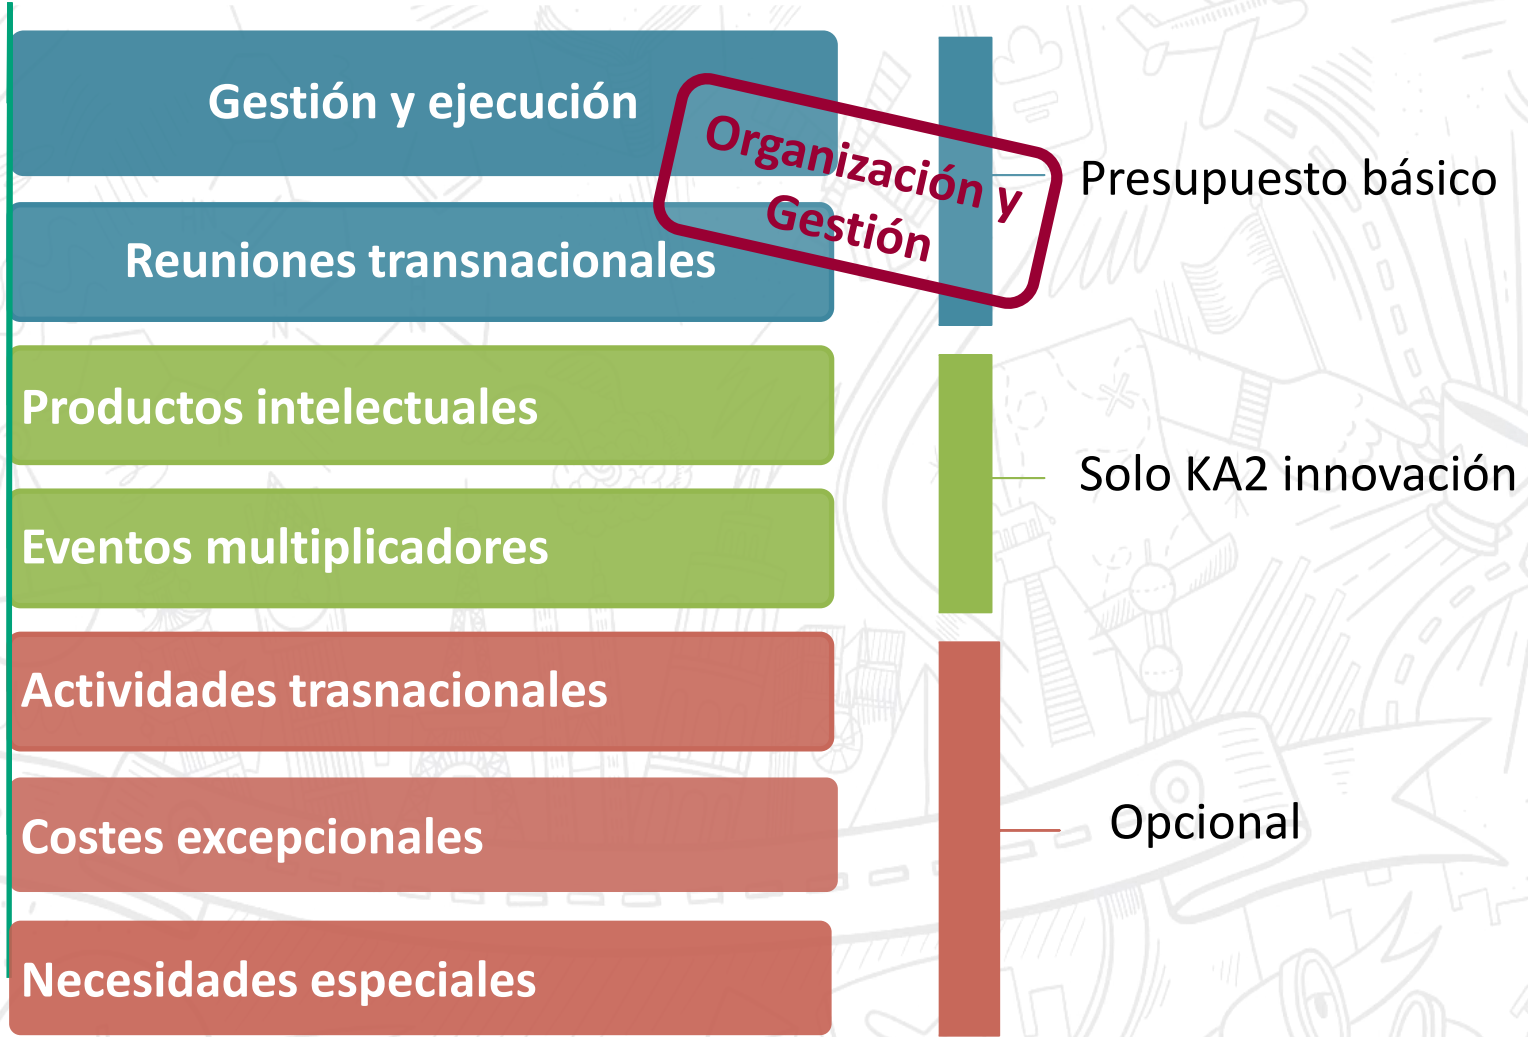 Gestión y ejecución
Organización y
Gestión
Presupuesto básico
Reuniones transnacionales
Productos intelectuales
Solo KA2 innovación
Eventos multiplicadores
Actividades trasnacionales
Costes excepcionales
Opcional
Necesidades especiales